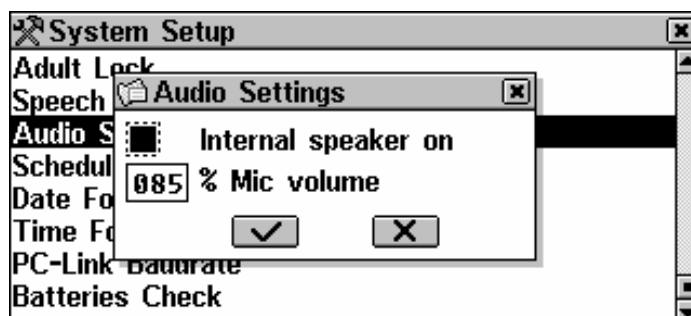 System Setup
Adult Lock
Speech
Audio Settings
Audio S
Internal speaker on
Schedul
085 % Mic volume
Date Fo
Time Fo
PC-Link Baudrate
Batteries Check